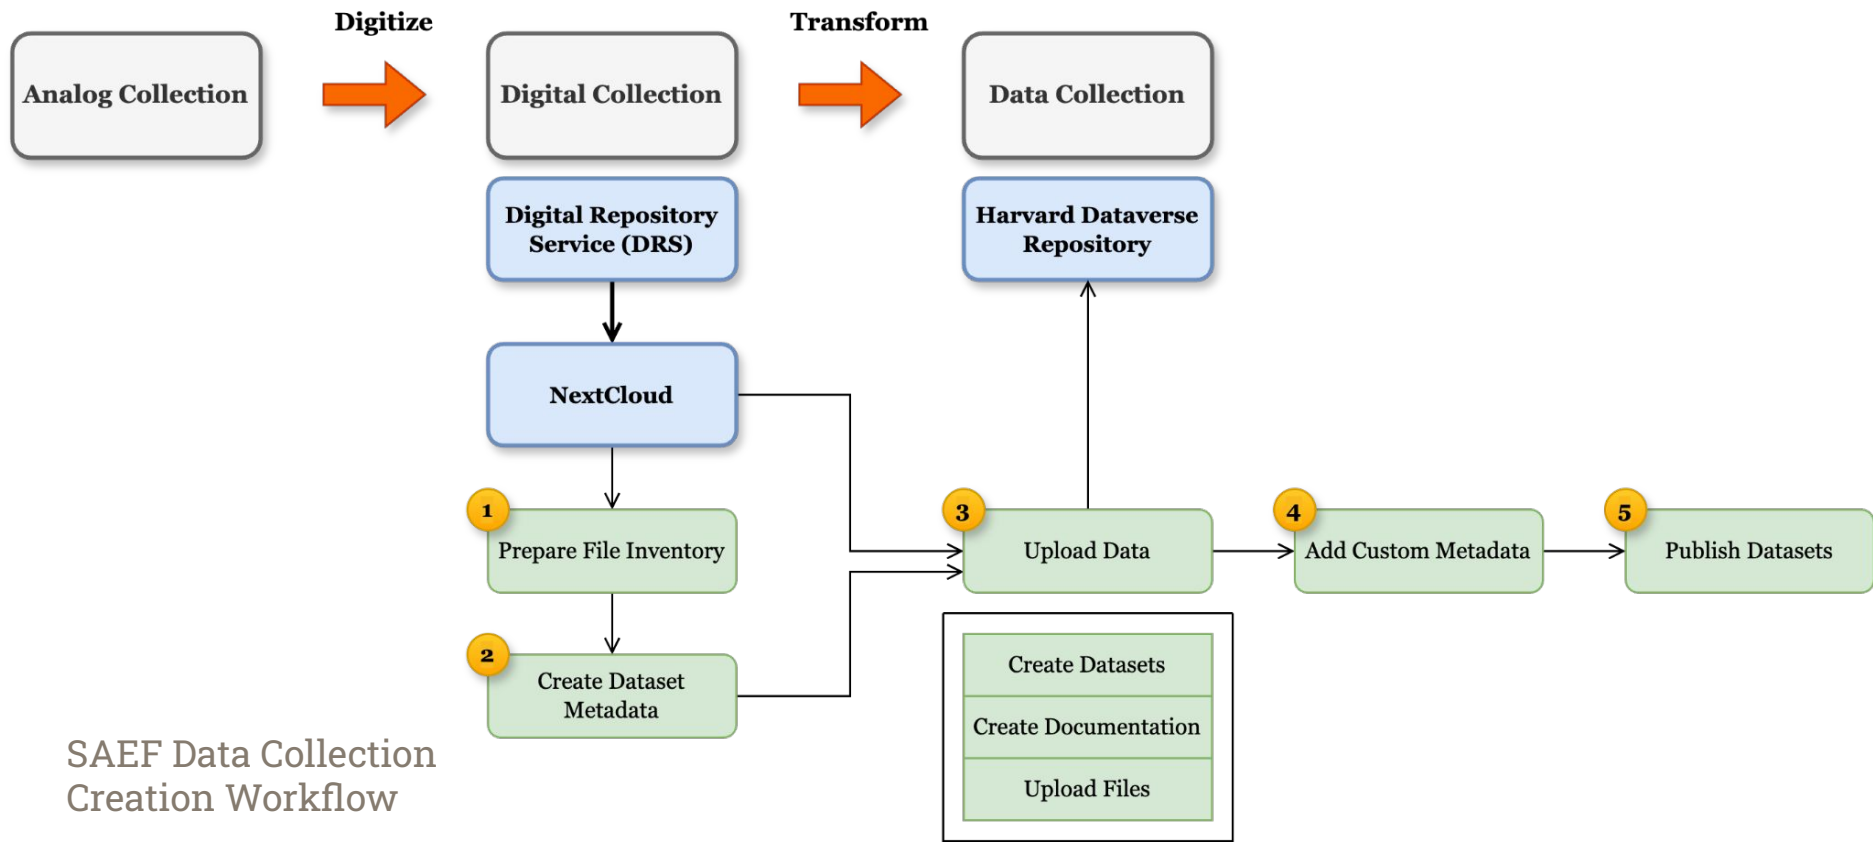 Digitize
Transform
Analog Collection
Digital Collection
Data Collection
Digital Repository
Service (DRS)
Harvard Dataverse
Repository
NextCloud
1
Prepare File Inventory
2
Create Dataset
Metadata
3
Upload Data
4
Add Custom Metadata
5
Publish Datasets
Create Datasets
Create Documentation
Upload Files
SAEF Data Collection
Creation Workflow